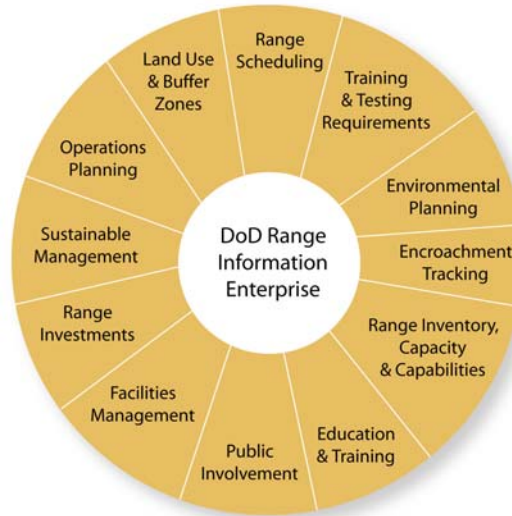 Range
Scheduling
Training
& Testing
Requirements
Environmental
Planning
Encroachment
Tracking
Range Inventory,
Capacity
& Capabilities
Education
& Training
Public
Involvement
Facilities
Management
Range
Investments
Sustainable
Management
Operations
Planning
Land Use
& Buffer
Zones
DoD Range
Information
Enterprise